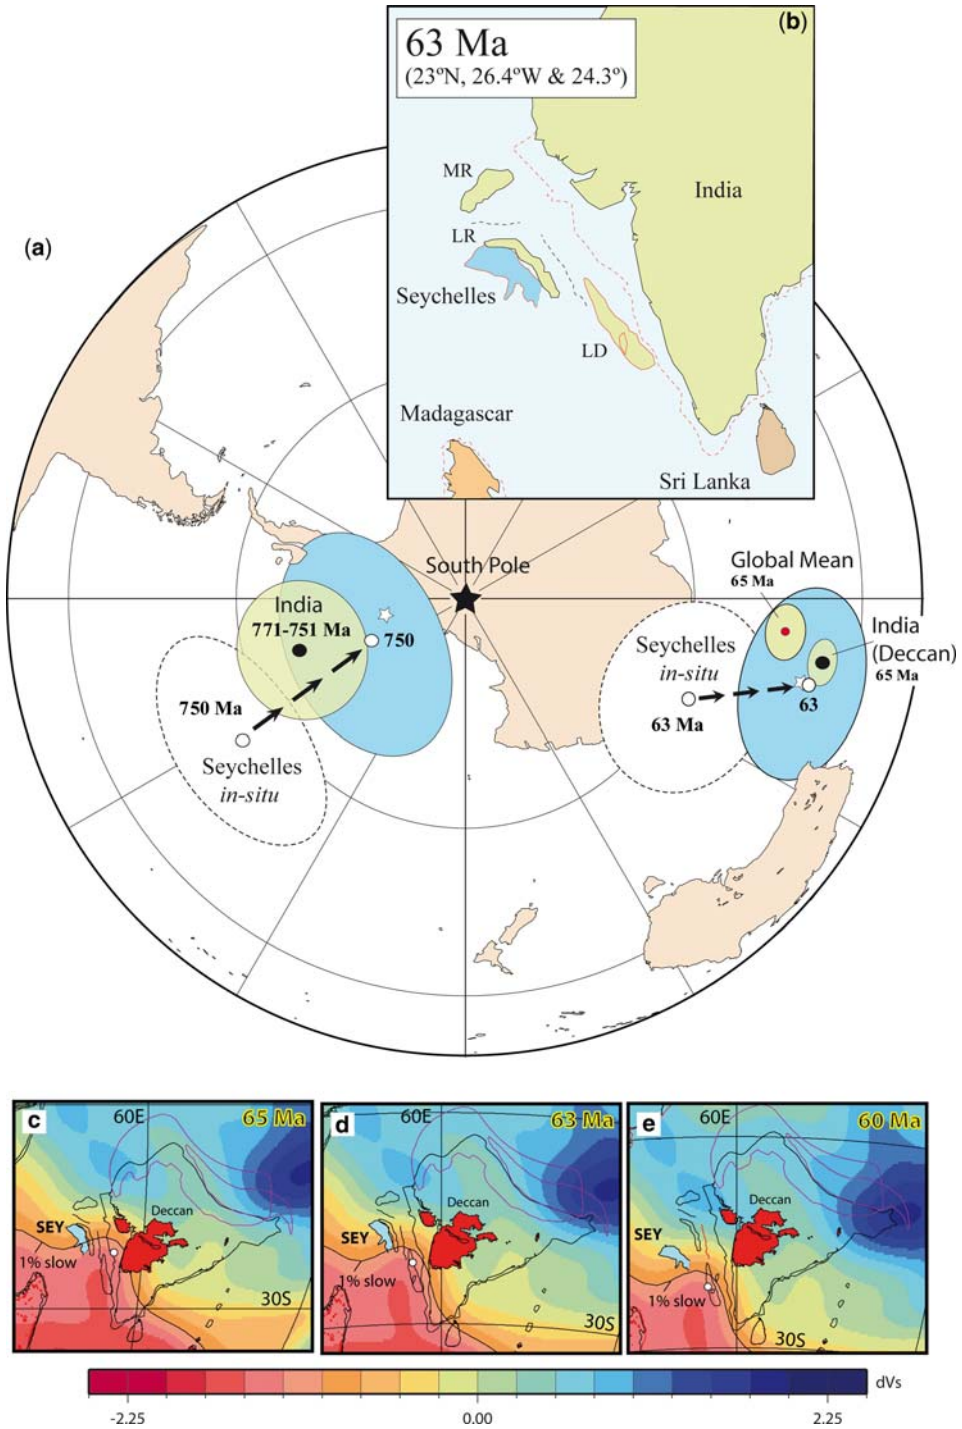 (b)
63 Ma
(23ºN, 26.4ºW & 24.3º)
MR
India
(a)
LR
Seychelles
LD
Madagascar
Sri Lanka
South Pole
Global Mean
65 Ma
India
771-751 Ma
750
Seychelles
in-situ
India
(Deccan)
65 Ma
750 Ma
63 Ma
63
Seychelles
in-situ
c
60E
65 Ma
Deccan
SEY
1% slow
30S
d
60E
63 Ma
Deccan
SEY
1% slow
30S
e
60E
60 Ma
Deccan
SEY
1% slow
30S
dVs
-2.25
0.00
2.25